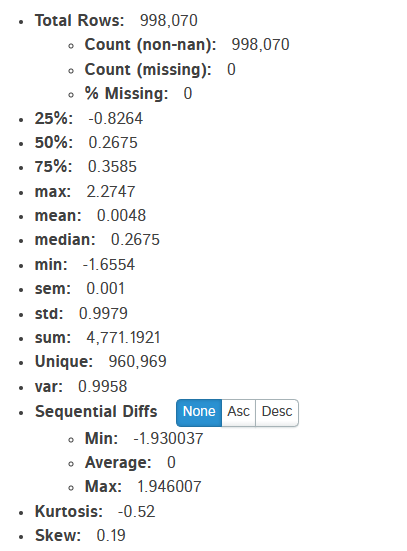 Total Rows: 998,070
Count (non-nan): 998,070
Count (missing): 0
% Missing: 0
25%: -0.8264
50%: 0.2675
75%: 0.3585
max: 2.2747
mean: 0.0048
median: 0.2675
min: -1.6554
sem: 0.001
std: 0.9979
sum: 4,771.1921
Unique: 960,969
var: 0.9958
Sequential Diffs None Asc Desc
Min: -1.930037
Average: 0
Max: 1.946007
Kurtosis: -0.52
Skew: 0.19